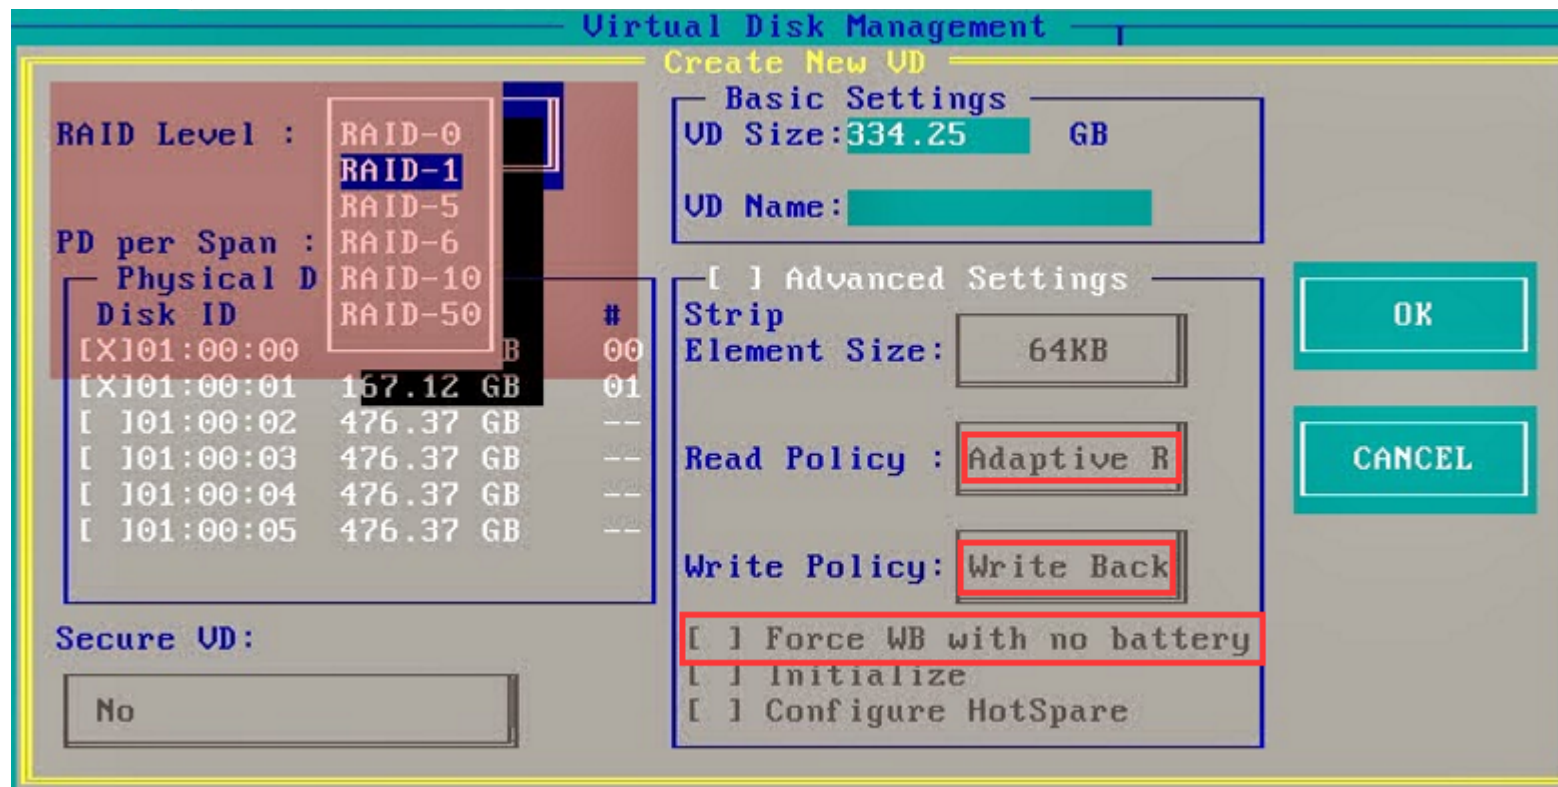 Virtual Disk Management
Create New VD
RAID Level :
RAID-0
RAID-1
RAID-5
RAID-6
RAID-10
RAID-50
PD per Span :
Physical D
Disk ID #
[X]01:00:00 B 00
[X]01:00:01 167.12 GB 01
[ ]01:00:02 476.37 GB --
[ ]01:00:03 476.37 GB --
[ ]01:00:04 476.37 GB --
[ ]01:00:05 476.37 GB --
Secure VD:
No
Basic Settings
VD Size:334.25 GB
VD Name:
[ ] Advanced Settings
Strip
Element Size: 64KB
Read Policy : Adaptive R
Write Policy: Write Back
[ ] Force WB with no battery
[ ] Initialize
[ ] Configure HotSpare
OK
CANCEL